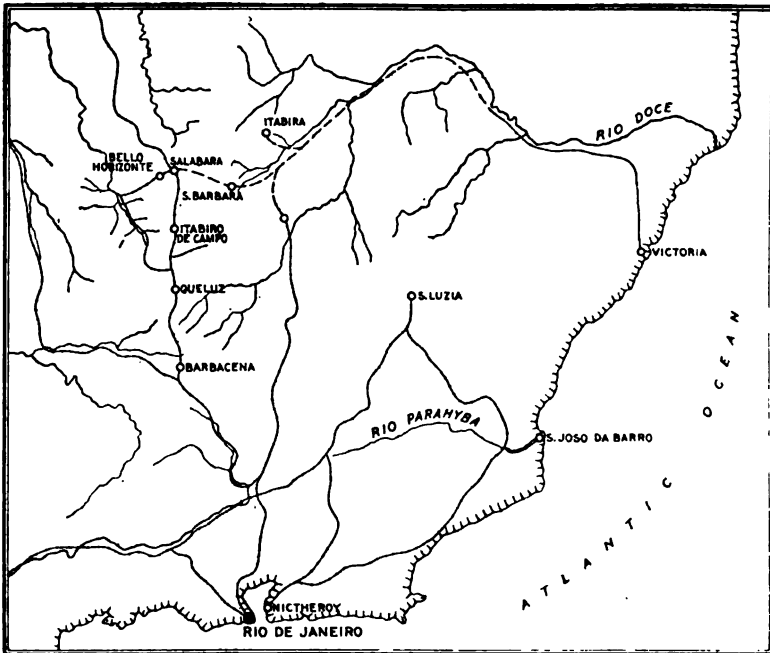 RIO DOCE
ITABIRA
BELLO
HORIZONTE
SALABARA
S. BARBARA
ITABIRO
DE CAMPO
VICTORIA
QUELUZ
S. LUZIA
OCEAN
BARBACENA
RIO PARAHYBA
S. JOSO DA BARRO
ATLANTIC
NICTHEROY
RIO DE JANEIRO